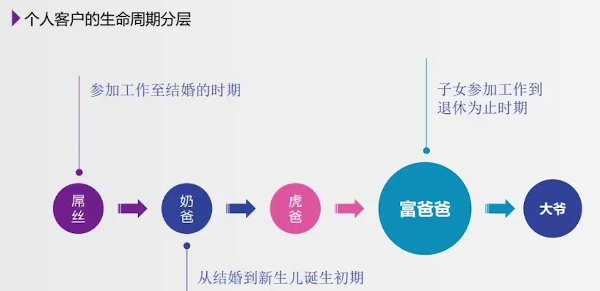 个人客户的生命周期分层
参加工作至结婚的时期
子女参加工作到
退休为止时期
屌
丝
奶
爸
虎
爸
富爸爸
大爷
从结婚到新生儿诞生初期